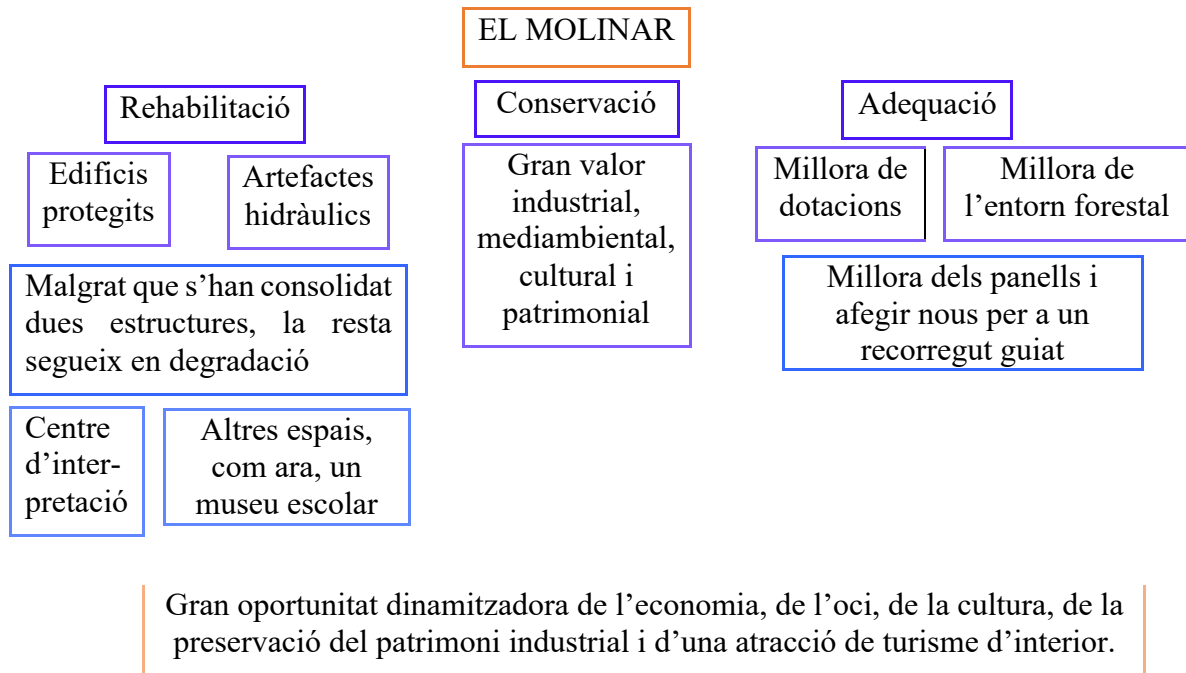 EL MOLINAR
Rehabilitació
Edificis
protegits
Artefactes
hidràulics
Malgrat que s’han consolidat
dues estructures, la resta
segueix en degradació
Centre
d’inter-
pretació
Altres espais,
com ara, un
museu escolar
Conservació
Gran valor
industrial,
mediambiental,
cultural i
patrimonial
Adequació
Millora de
dotacions
Millora de
l’entorn forestal
Millora dels panells i
afegir nous per a un
recorregut guiat
Gran oportunitat dinamitzadora de l’economia, de l’oci, de la cultura, de la
preservació del patrimoni industrial i d’una atracció de turisme d’interior.